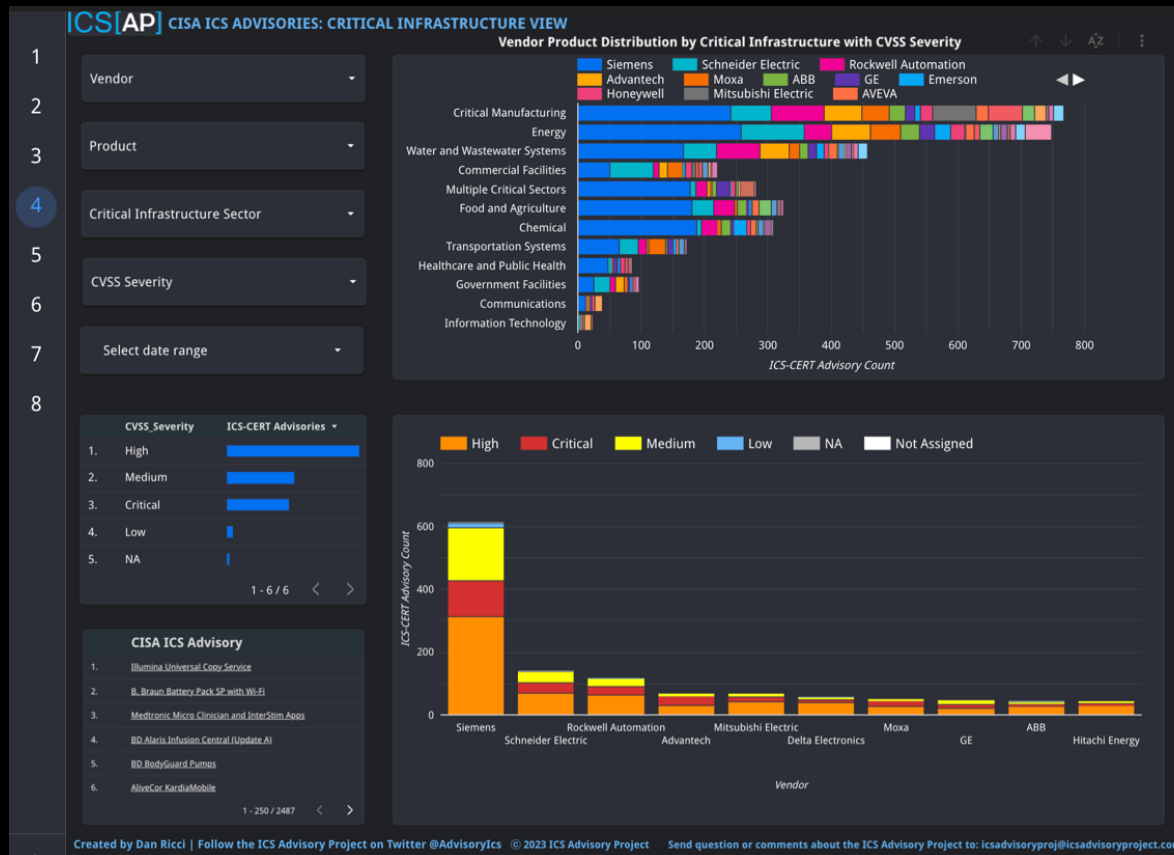 ICS[AP] CISA ICS ADVISORIES: CRITICAL INFRASTRUCTURE VIEW
1
2
3
4
5
6
7
8
Vendor
Product
Critical Infrastructure Sector
CVSS Severity
Select date range
Vendor Product Distribution by Critical Infrastructure with CVSS Severity
Siemens Schneider Electric Rockwell Automation
Advantech Moxa ABB GE Emerson
Honeywell Mitsubishi Electric AVEVA
Critical Manufacturing
Energy
Water and Wastewater Systems
Commercial Facilities
Multiple Critical Sectors
Food and Agriculture
Chemical
Transportation Systems
Healthcare and Public Health
Government Facilities
Communications
Information Technology
0 100 200 300 400 500 600 700 800
ICS-CERT Advisory Count
CVSS_Severity ICS-CERT Advisories
1. High
2. Medium
3. Critical
4. Low
5. NA
1 - 6 / 6
CISA ICS Advisory
1. Illumina Universal Copy Service
2. B. Braun Battery Pack SP with Wi-Fi
3. Medtronic Micro Clinician and InterStim Apps
4. BD Alaris Infusion Central (Update A)
5. BD BodyGuard Pumps
6. AliveCor KardiaMobile
1 - 250 / 2487
High Critical Medium Low NA Not Assigned
800
600
400
200
0
ICS-CERT Advisory Count
Siemens Rockwell Automation Mitsubishi Electric Moxa ABB
Schneider Electric Advantech Delta Electronics GE Hitachi Energy
Vendor
Created by Dan Ricci | Follow the ICS Advisory Project on Twitter @AdvisoryIcs © 2023 ICS Advisory Project Send question or comments about the ICS Advisory Project to: icsadvisoryproj@icsadvisoryproject.co